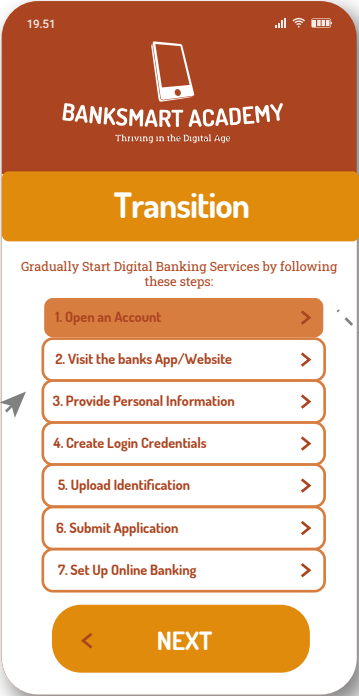 19.51
BANKSMART ACADEMY
Thriving in the Digital Age
Transition
Gradually Start Digital Banking Services by following
these steps:
1. Open an Account
2. Visit the banks App/Website
3. Provide Personal Information
4. Create Login Credentials
5. Upload Identification
6. Submit Application
7. Set Up Online Banking
NEXT